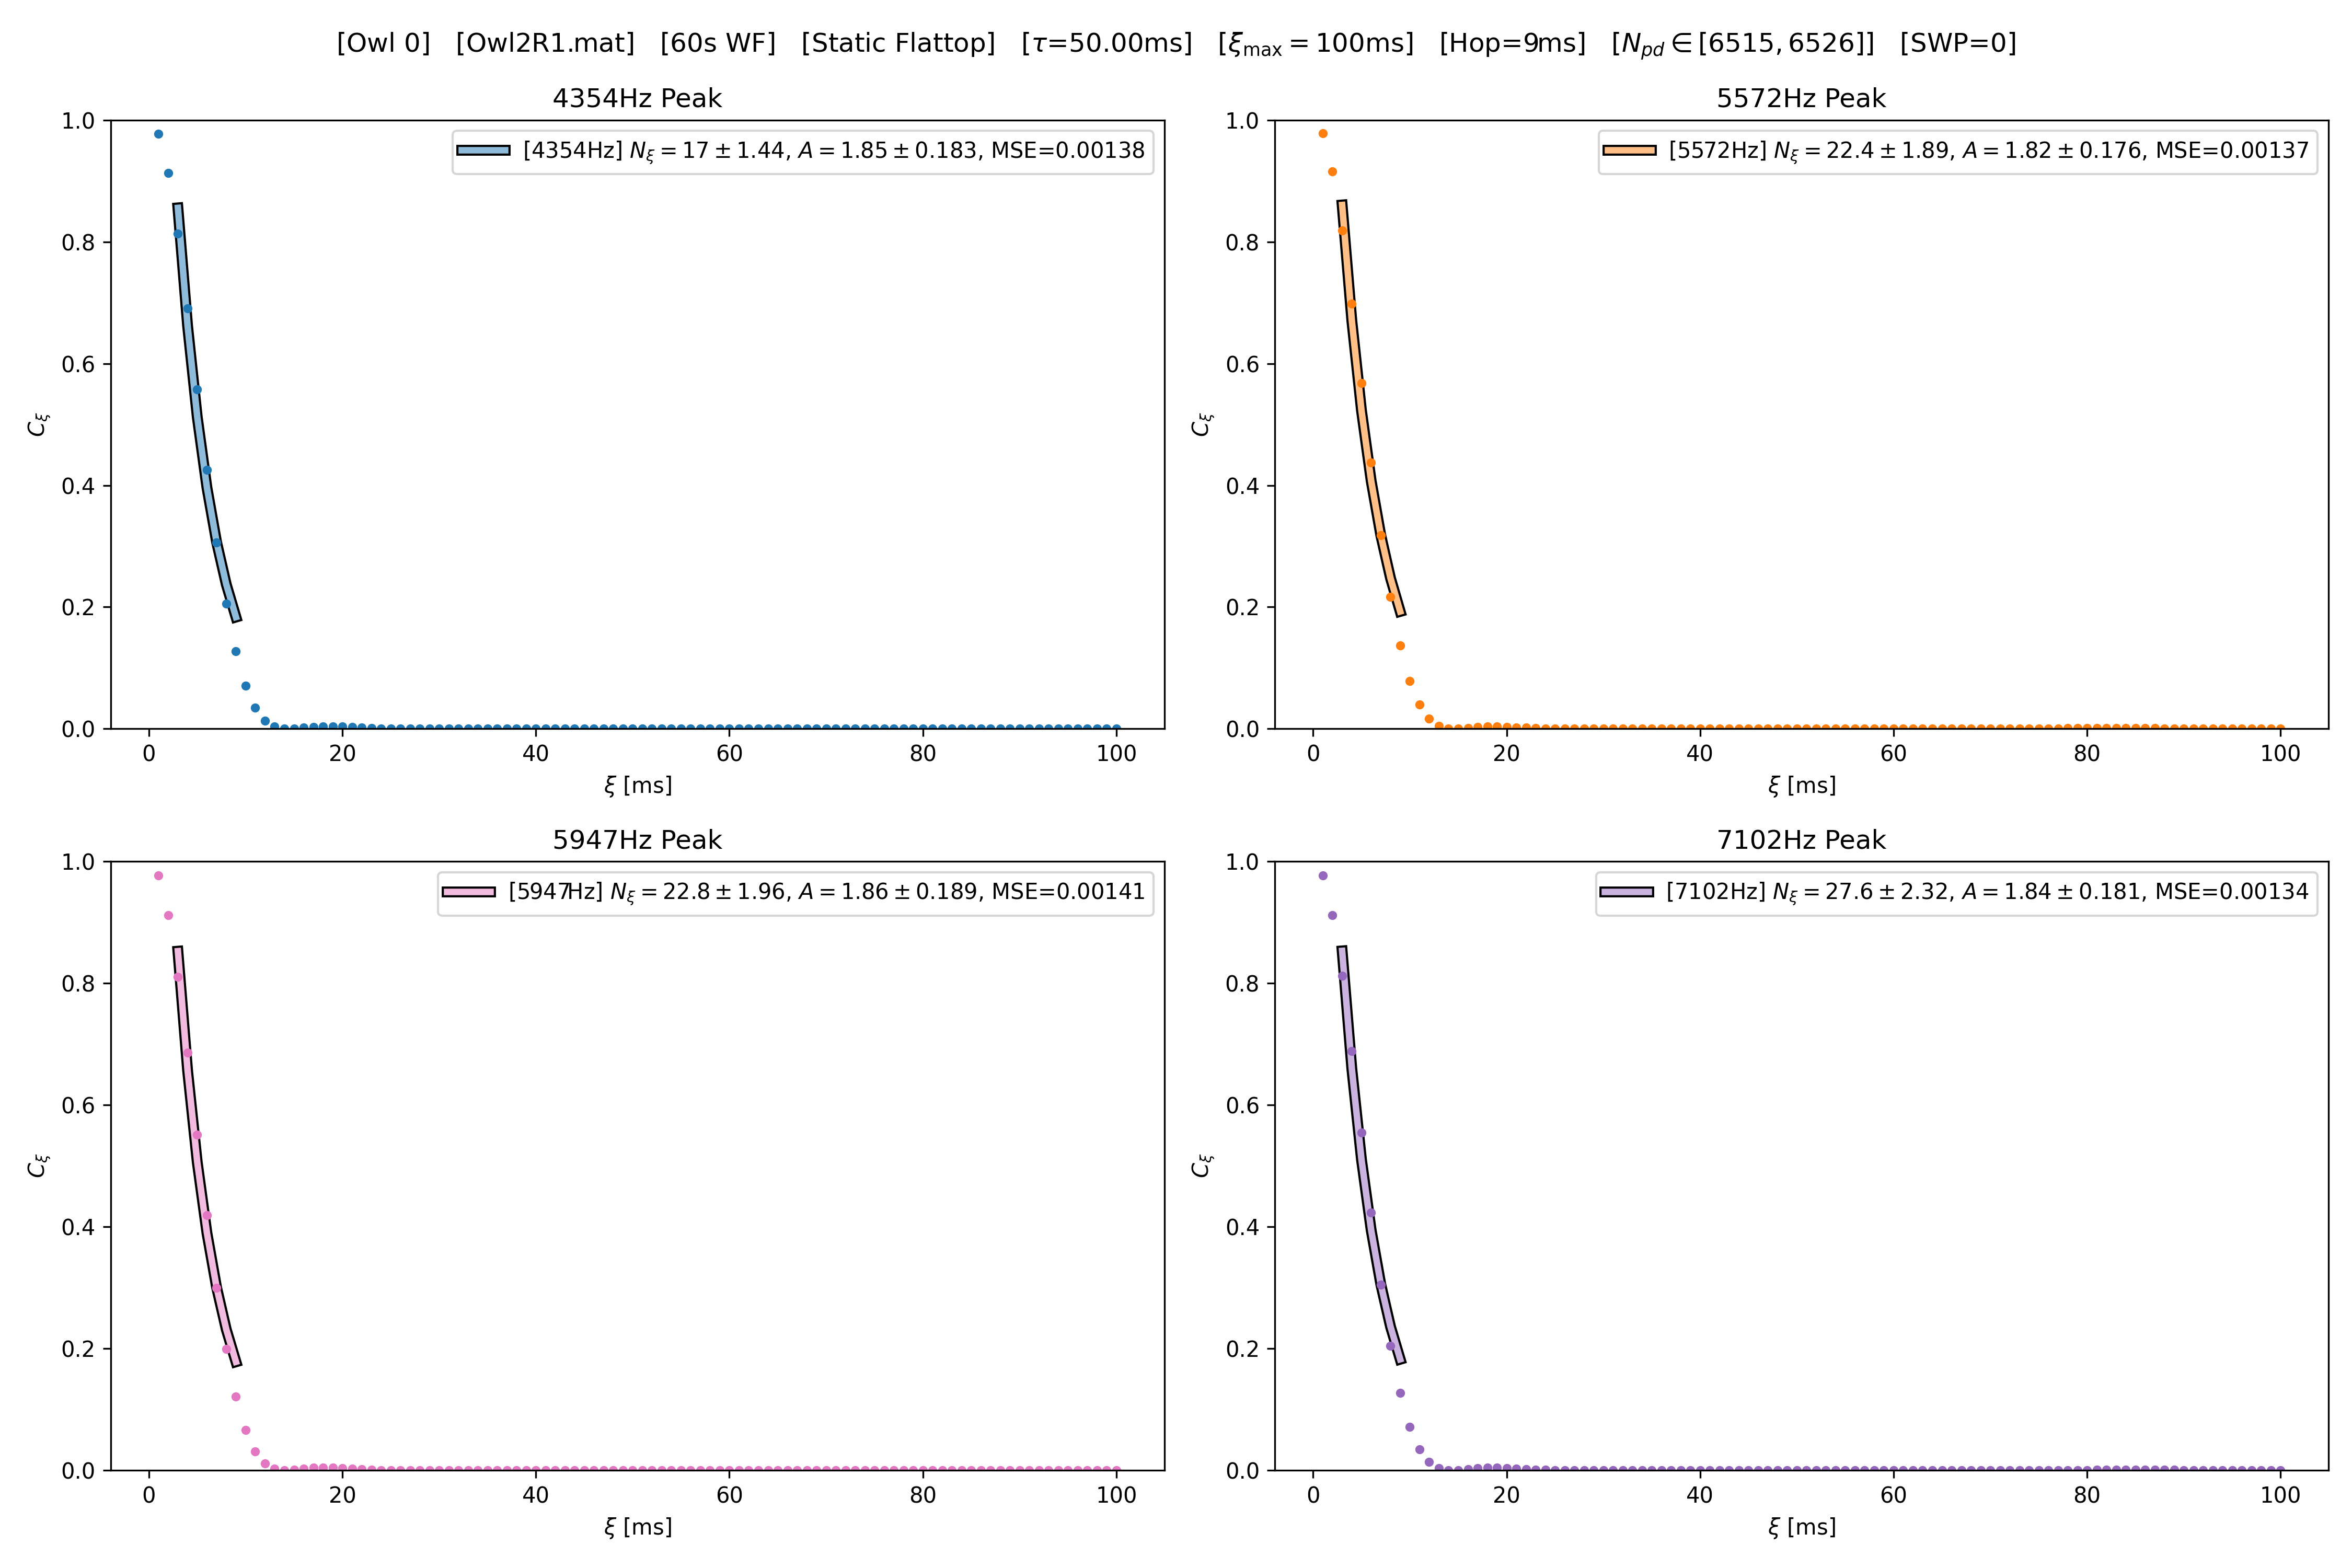 [Owl 0] [Owl2R1.mat] [60s WF] [Static Flattop] [τ=50.00ms] [ξmax = 100ms] [Hop=9ms] [Npd ∈ [6515, 6526]] [SWP=0]
4354Hz Peak
1.0
0.8
0.6
0.4
0.2
0.0
Cξ
[4354Hz] Nξ = 17 ± 1.44, A = 1.85 ± 0.183, MSE=0.00138
0 20 40 60 80 100
ξ [ms]
5572Hz Peak
1.0
0.8
0.6
0.4
0.2
0.0
Cξ
[5572Hz] Nξ = 22.4 ± 1.89, A = 1.82 ± 0.176, MSE=0.00137
0 20 40 60 80 100
ξ [ms]
5947Hz Peak
1.0
0.8
0.6
0.4
0.2
0.0
Cξ
[5947Hz] Nξ = 22.8 ± 1.96, A = 1.86 ± 0.189, MSE=0.00141
0 20 40 60 80 100
ξ [ms]
7102Hz Peak
1.0
0.8
0.6
0.4
0.2
0.0
Cξ
[7102Hz] Nξ = 27.6 ± 2.32, A = 1.84 ± 0.181, MSE=0.00134
0 20 40 60 80 100
ξ [ms]